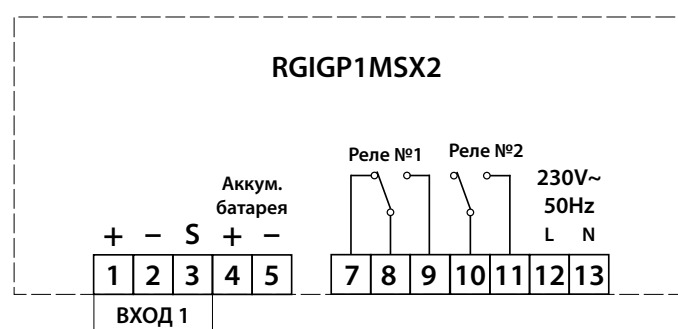 RGIGP1MSX2
Реле №1 Реле №2
Аккум.
батарея
230V~
50Hz
+ − S + − L N
1 2 3 4 5 7 8 9 10 11 12 13
ВХОД 1